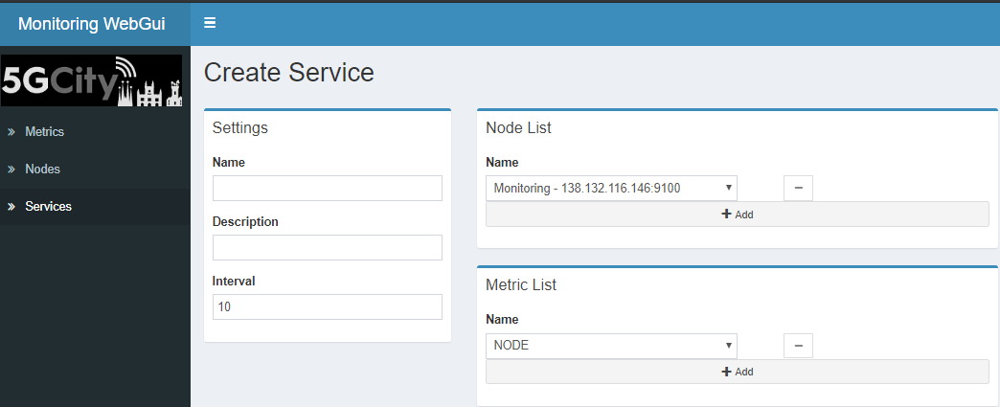 Monitoring WebGui
5GCity
Metrics
Nodes
Services
Create Service
Settings
Name
Description
Interval
10
Node List
Name
Monitoring - 138.132.116.146:9100
Add
Metric List
Name
NODE
Add